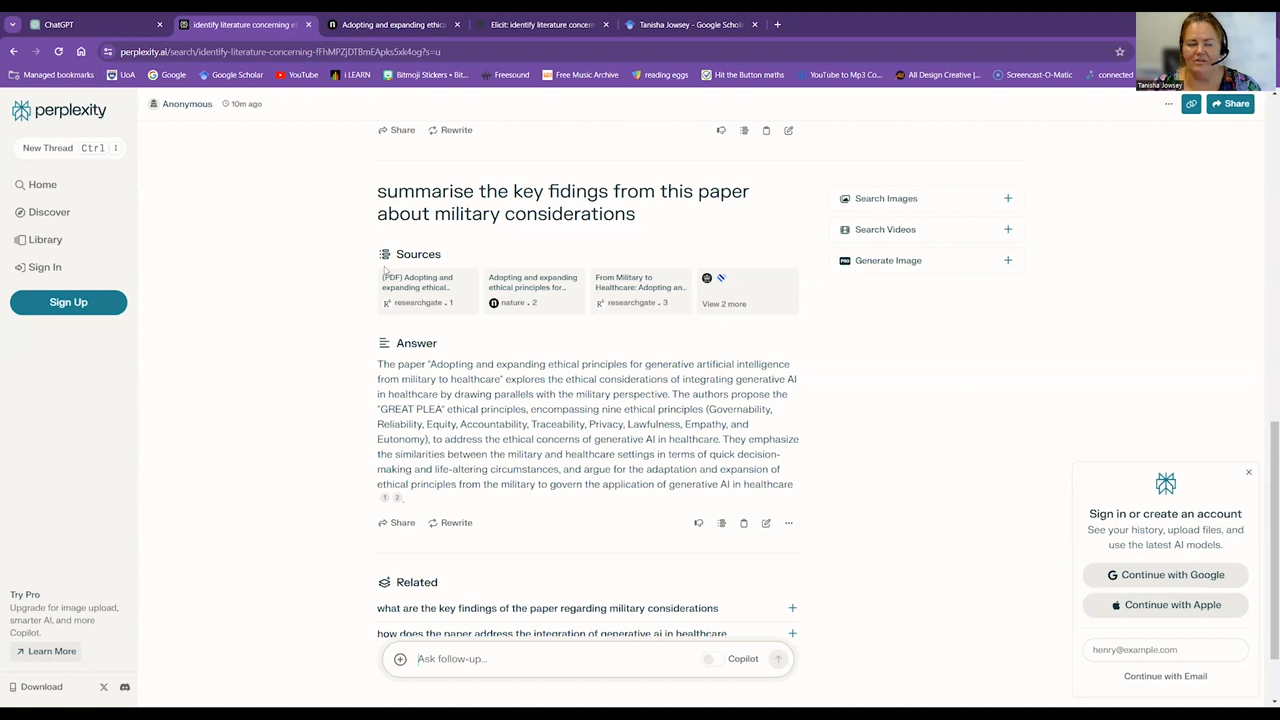 ChatGPT
identify literature concerning et
Adopting and expanding ethica
Elicit: identify literature concern
Tanisha Jowsey - Google Schola
perplexity.ai/search/identify-literature-concerning-fFhMPZjDTBmEApks5xk4og?s=u
Managed bookmarks
UoA
Google
Google Scholar
YouTube
i LEARN
Bitmoji Stickers • Bit...
Freesound
Free Music Archive
reading eggs
Hit the Button maths
YouTube to Mp3 Co...
All Design Creative |...
Screencast-O-Matic
connected
Tanisha Jowsey
perplexity
New Thread Ctrl I
Home
Discover
Library
Sign In
Sign Up
Try Pro
Upgrade for image upload,
smarter AI, and more
Copilot.
Learn More
Download
Anonymous 10m ago
Share
Share Rewrite
summarise the key fidings from this paper
about military considerations
Sources
(PDF) Adopting and
expanding ethical...
researchgate • 1
Adopting and expanding
ethical principles for...
nature • 2
From Military to
Healthcare: Adopting an...
researchgate • 3
View 2 more
Answer
The paper "Adopting and expanding ethical principles for generative artificial intelligence
from military to healthcare" explores the ethical considerations of integrating generative AI
in healthcare by drawing parallels with the military perspective. The authors propose the
"GREAT PLEA" ethical principles, encompassing nine ethical principles (Governability,
Reliability, Equity, Accountability, Traceability, Privacy, Lawfulness, Empathy, and
Eutonomy), to address the ethical concerns of generative AI in healthcare. They emphasize
the similarities between the military and healthcare settings in terms of quick decision-
making and life-altering circumstances, and argue for the adaptation and expansion of
ethical principles from the military to govern the application of generative AI in healthcare
1 2 .
Share Rewrite
Related
what are the key findings of the paper regarding military considerations
how does the paper address the integration of generative ai in healthcare
Ask follow-up...
Copilot
Search Images
Search Videos
PRO Generate Image
Sign in or create an account
See your history, upload files, and
use the latest AI models.
Continue with Google
Continue with Apple
henry@example.com
Continue with Email